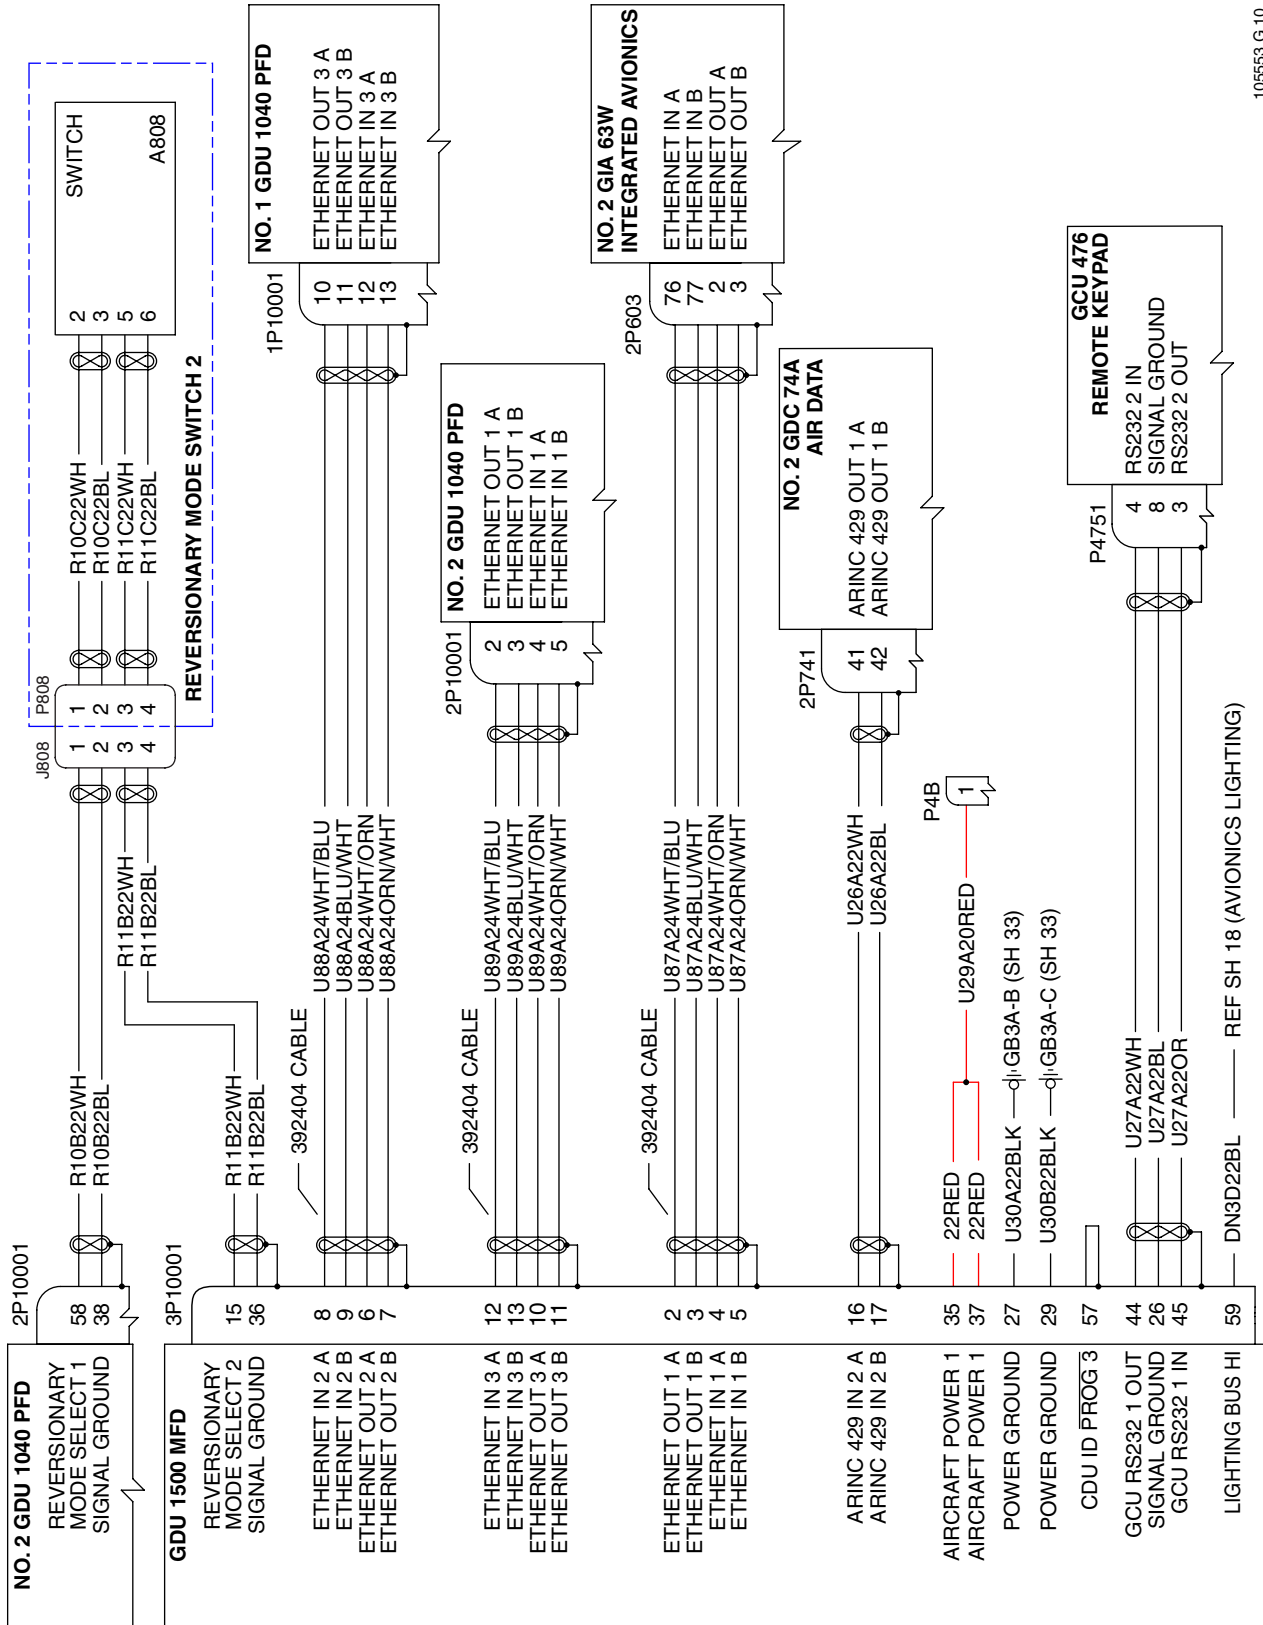 NO. 2 GDU 1040 PFD
REVERSIONARY
MODE SELECT 1
SIGNAL GROUND
2P10001
58
38
R10B22WH
R10B22BL
J808
P808
1
2
3
4
1
2
3
4
R10C22WH
R10C22BL
R11C22WH
R11C22BL
2
3
5
6
SWITCH
A808
REVERSIONARY MODE SWITCH 2
R11B22WH
R11B22BL
GDU 1500 MFD
3P10001
REVERSIONARY
MODE SELECT 2
SIGNAL GROUND
15
36
R11B22WH
R11B22BL
ETHERNET IN 2 A
ETHERNET IN 2 B
ETHERNET OUT 2 A
ETHERNET OUT 2 B
8
9
6
7
392404 CABLE
U88A24WHT/BLU
U88A24BLU/WHT
U88A24WHT/ORN
U88A24ORN/WHT
1P10001
10
11
12
13
NO. 1 GDU 1040 PFD
ETHERNET OUT 3 A
ETHERNET OUT 3 B
ETHERNET IN 3 A
ETHERNET IN 3 B
ETHERNET IN 3 A
ETHERNET IN 3 B
ETHERNET OUT 3 A
ETHERNET OUT 3 B
12
13
10
11
392404 CABLE
U89A24WHT/BLU
U89A24BLU/WHT
U89A24WHT/ORN
U89A24ORN/WHT
2P10001
2
3
4
5
NO. 2 GDU 1040 PFD
ETHERNET OUT 1 A
ETHERNET OUT 1 B
ETHERNET IN 1 A
ETHERNET IN 1 B
ETHERNET OUT 1 A
ETHERNET OUT 1 B
ETHERNET IN 1 A
ETHERNET IN 1 B
2
3
4
5
392404 CABLE
U87A24WHT/BLU
U87A24BLU/WHT
U87A24WHT/ORN
U87A24ORN/WHT
2P603
76
77
2
3
NO. 2 GIA 63W
INTEGRATED AVIONICS
ETHERNET IN A
ETHERNET IN B
ETHERNET OUT A
ETHERNET OUT B
ARINC 429 IN 2 A
ARINC 429 IN 2 B
16
17
U26A22WH
U26A22BL
2P741
41
42
NO. 2 GDC 74A
AIR DATA
ARINC 429 OUT 1 A
ARINC 429 OUT 1 B
AIRCRAFT POWER 1
AIRCRAFT POWER 1
35
37
22RED
22RED
U29A20RED
P4B
1
POWER GROUND
27
U30A22BLK
GB3A-B (SH 33)
POWER GROUND
29
U30B22BLK
GB3A-C (SH 33)
CDU ID PROG 3
57
GCU RS232 1 OUT
SIGNAL GROUND
GCU RS232 1 IN
44
26
45
U27A22WH
U27A22BL
U27A22OR
P4751
4
8
3
GCU 476
REMOTE KEYPAD
RS232 2 IN
SIGNAL GROUND
RS232 2 OUT
LIGHTING BUS HI
59
DN3D22BL
REF SH 18 (AVIONICS LIGHTING)
105553 G 10